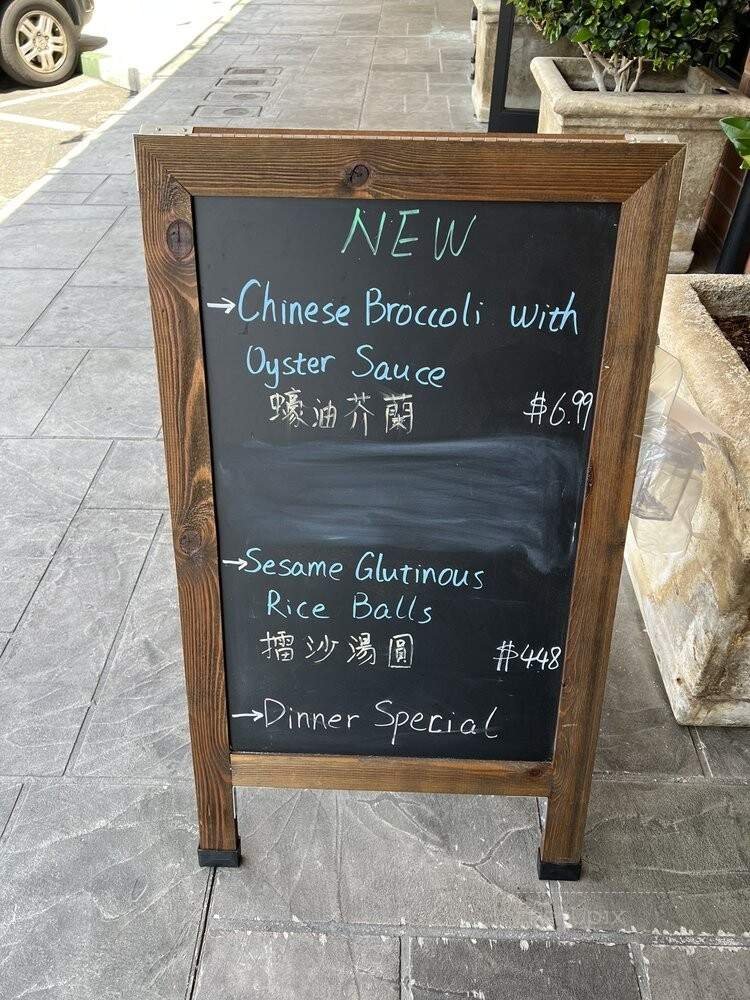 NEW
→Chinese Broccoli with
Oyster Sauce
蠔油芥蘭 $6.99
→Sesame Glutinous
Rice Balls
擂沙湯圓 $448
→Dinner Special